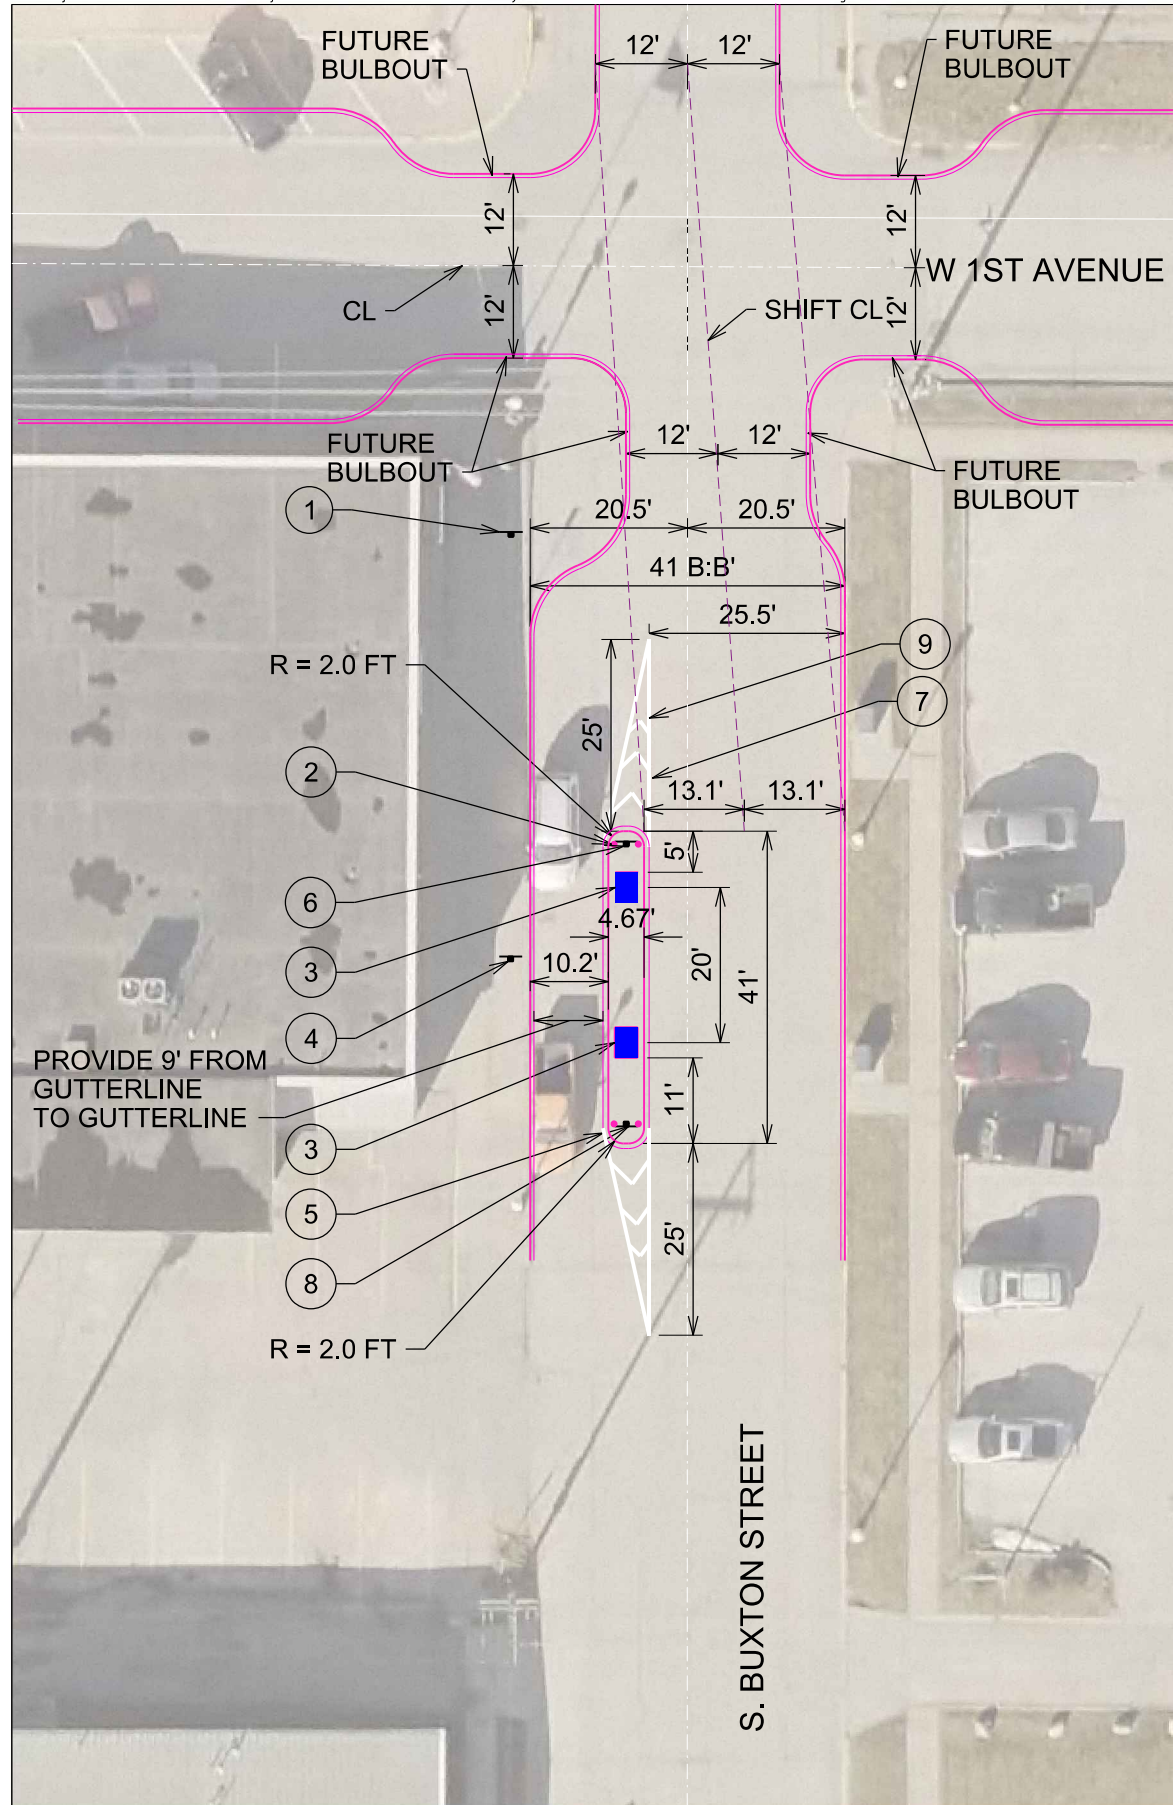 FUTURE
BULBOUT
12'
12'
FUTURE
BULBOUT
12'
12'
W 1ST AVENUE
CL
12'
SHIFT CL
12'
FUTURE
BULBOUT
12'
12'
FUTURE
BULBOUT
1
20.5'
20.5'
41 B:B'
25.5'
9
R = 2.0 FT
25'
7
2
13.1'
13.1'
5'
6
4.67'
3
10.2'
20'
41'
4
PROVIDE 9' FROM
GUTTERLINE
TO GUTTERLINE
11'
3
5
25'
8
R = 2.0 FT
S. BUXTON STREET